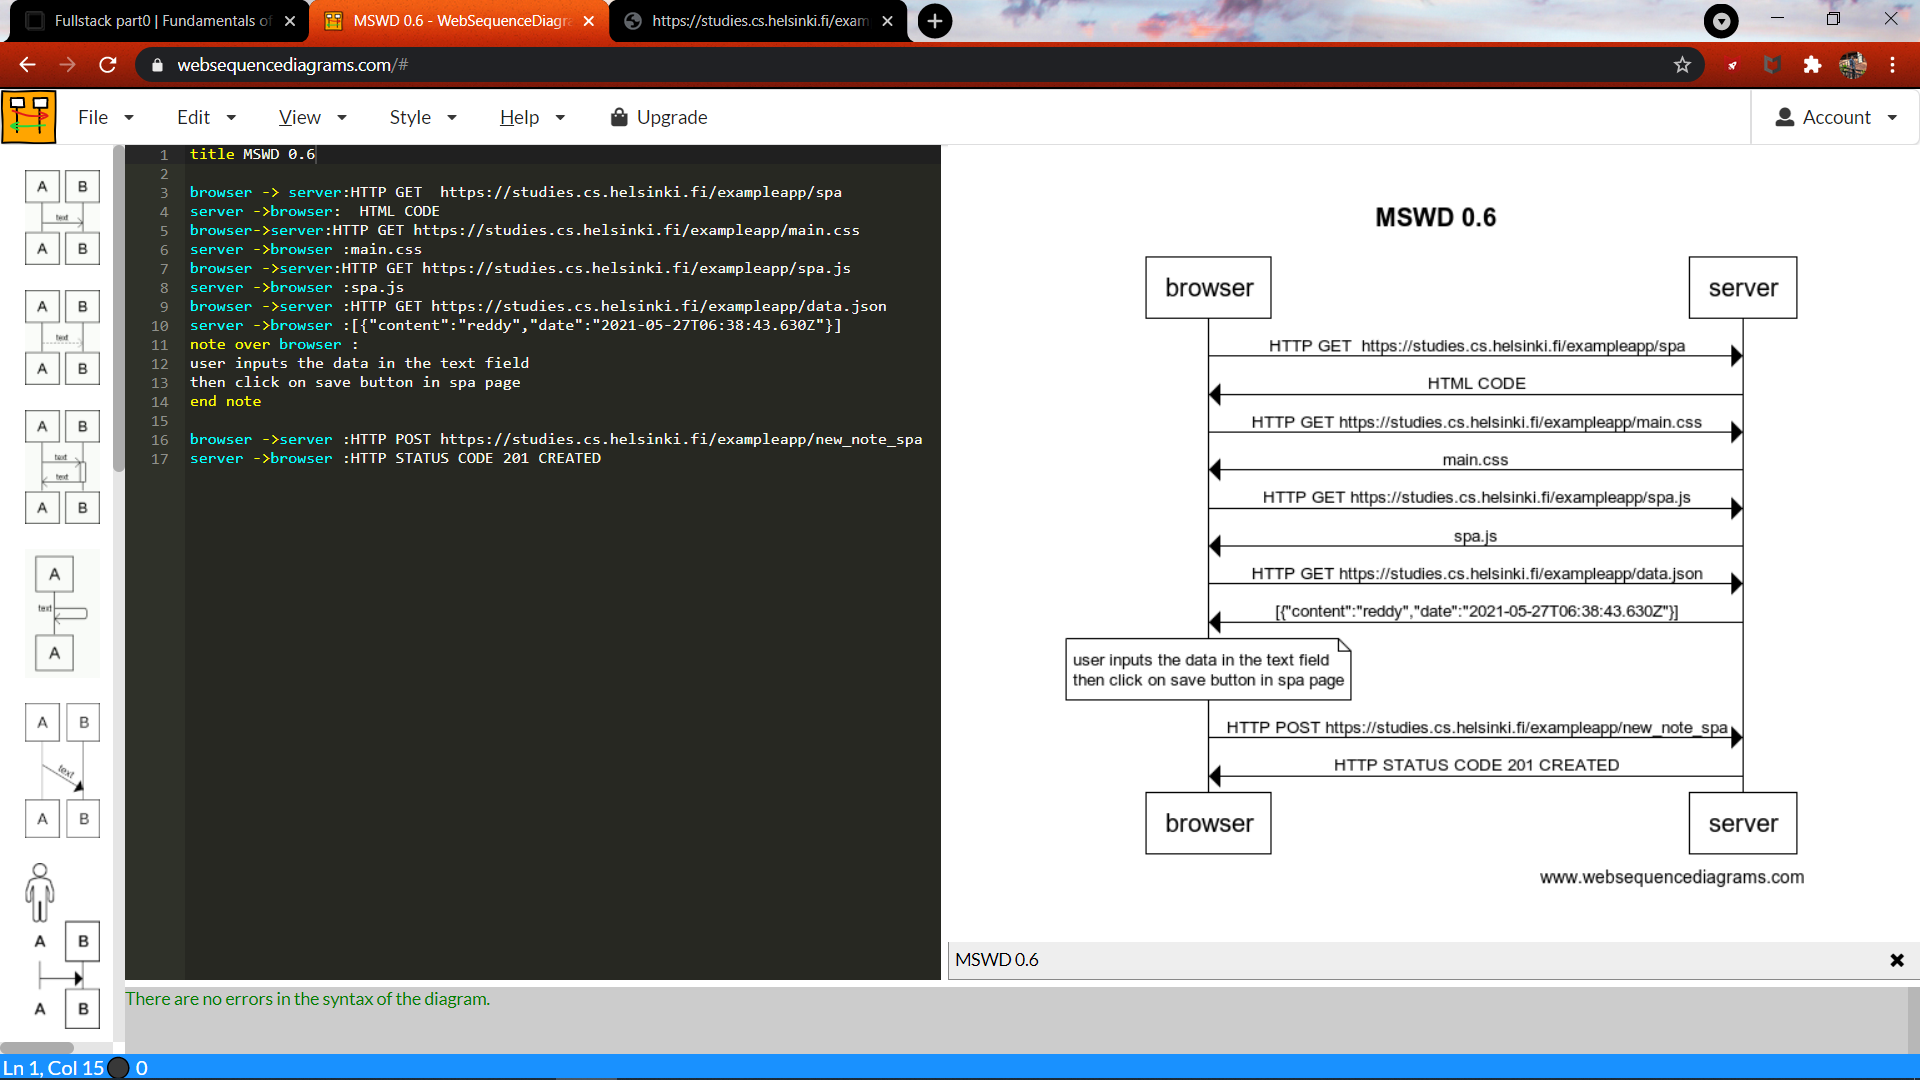 Fullstack part0 | Fundamentals of
MSWD 0.6 - WebSequenceDiagra
https://studies.cs.helsinki.fi/exam
websequencediagrams.com/#
File
Edit
View
Style
Help
Upgrade
Account
A B
text
A B
A B
text
A B
A B
text
text
A B
A
text
A
A B
text
A B
A B
A B
1 title MSWD 0.6
2
3 browser -> server:HTTP GET  https://studies.cs.helsinki.fi/exampleapp/spa
4 server ->browser:  HTML CODE
5 browser->server:HTTP GET https://studies.cs.helsinki.fi/exampleapp/main.css
6 server ->browser :main.css
7 browser ->server:HTTP GET https://studies.cs.helsinki.fi/exampleapp/spa.js
8 server ->browser :spa.js
9 browser ->server :HTTP GET https://studies.cs.helsinki.fi/exampleapp/data.json
10 server ->browser :[{"content":"reddy","date":"2021-05-27T06:38:43.630Z"}]
11 note over browser :
12 user inputs the data in the text field
13 then click on save button in spa page
14 end note
15
16 browser ->server :HTTP POST https://studies.cs.helsinki.fi/exampleapp/new_note_spa
17 server ->browser :HTTP STATUS CODE 201 CREATED
MSWD 0.6
browser server
HTTP GET  https://studies.cs.helsinki.fi/exampleapp/spa
HTML CODE
HTTP GET https://studies.cs.helsinki.fi/exampleapp/main.css
main.css
HTTP GET https://studies.cs.helsinki.fi/exampleapp/spa.js
spa.js
HTTP GET https://studies.cs.helsinki.fi/exampleapp/data.json
[{"content":"reddy","date":"2021-05-27T06:38:43.630Z"}]
user inputs the data in the text field
then click on save button in spa page
HTTP POST https://studies.cs.helsinki.fi/exampleapp/new_note_spa
HTTP STATUS CODE 201 CREATED
browser server
www.websequencediagrams.com
MSWD 0.6
There are no errors in the syntax of the diagram.
Ln 1, Col 15 0